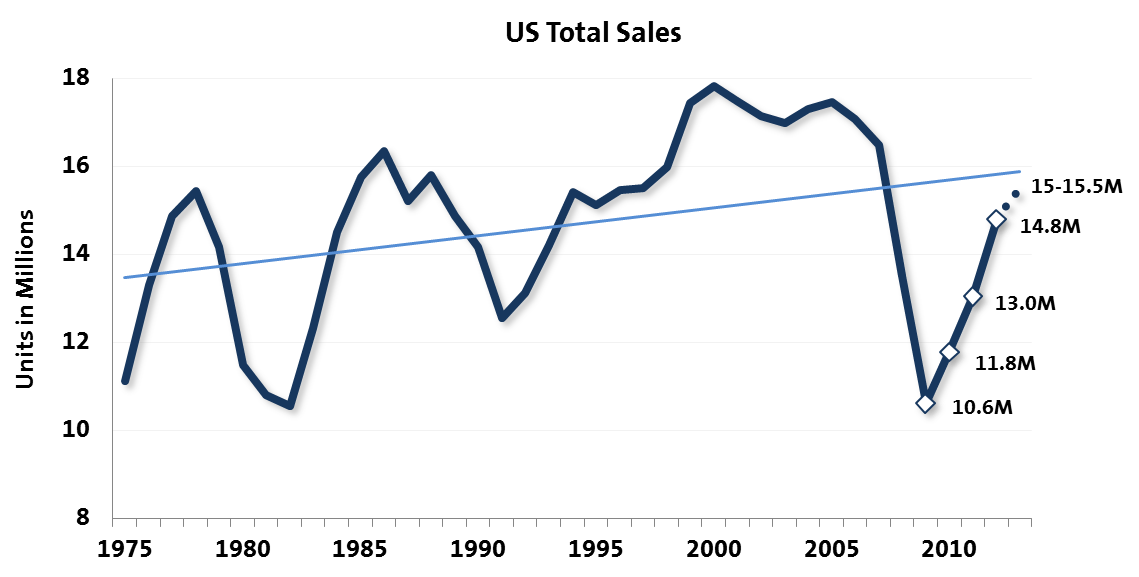 US Total Sales
Units in Millions
18
16
14
12
10
8
15-15.5M
14.8M
13.0M
11.8M
10.6M
1975 1980 1985 1990 1995 2000 2005 2010